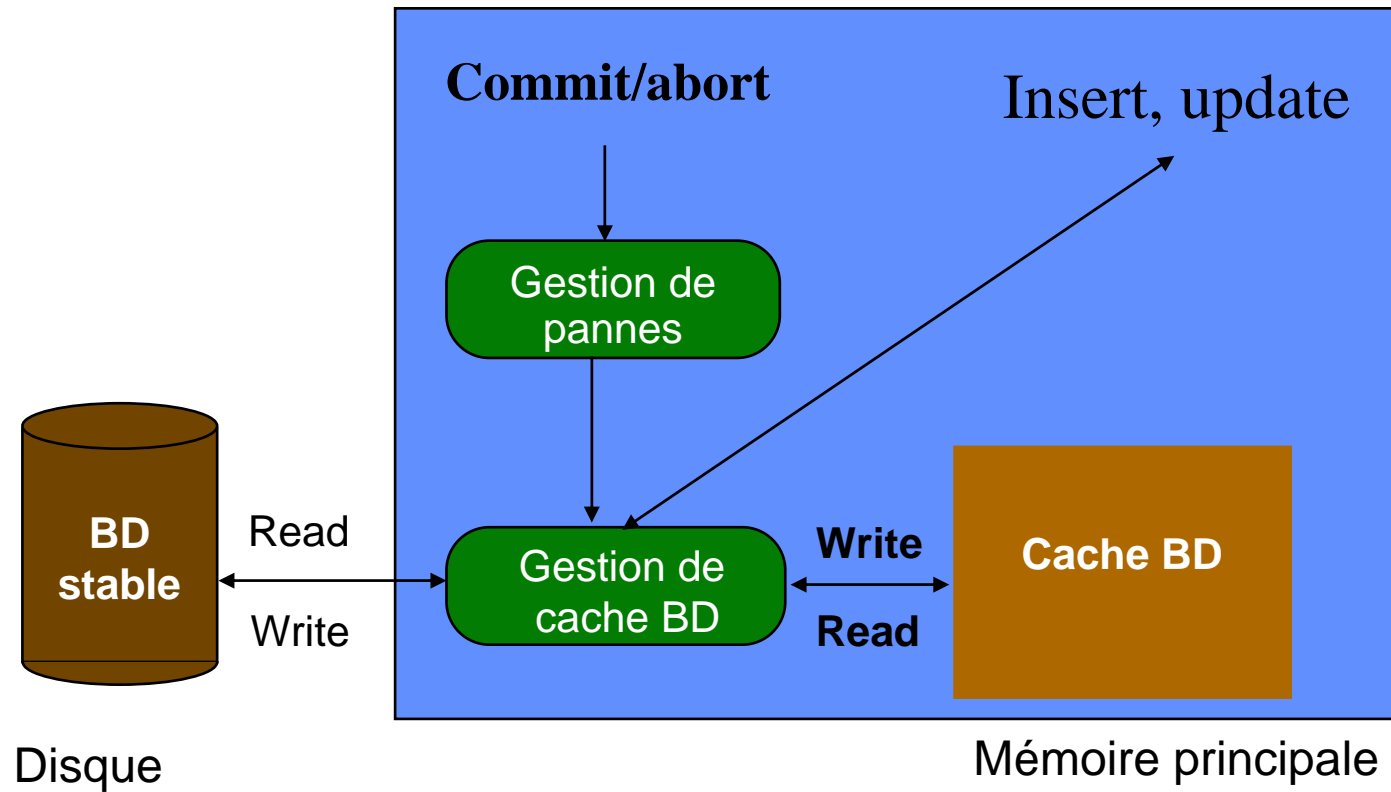 Commit/abort
Insert, update
Gestion de
pannes
BD
stable
Read
Write
Gestion de
cache BD
Write
Read
Cache BD
Disque
Mémoire principale